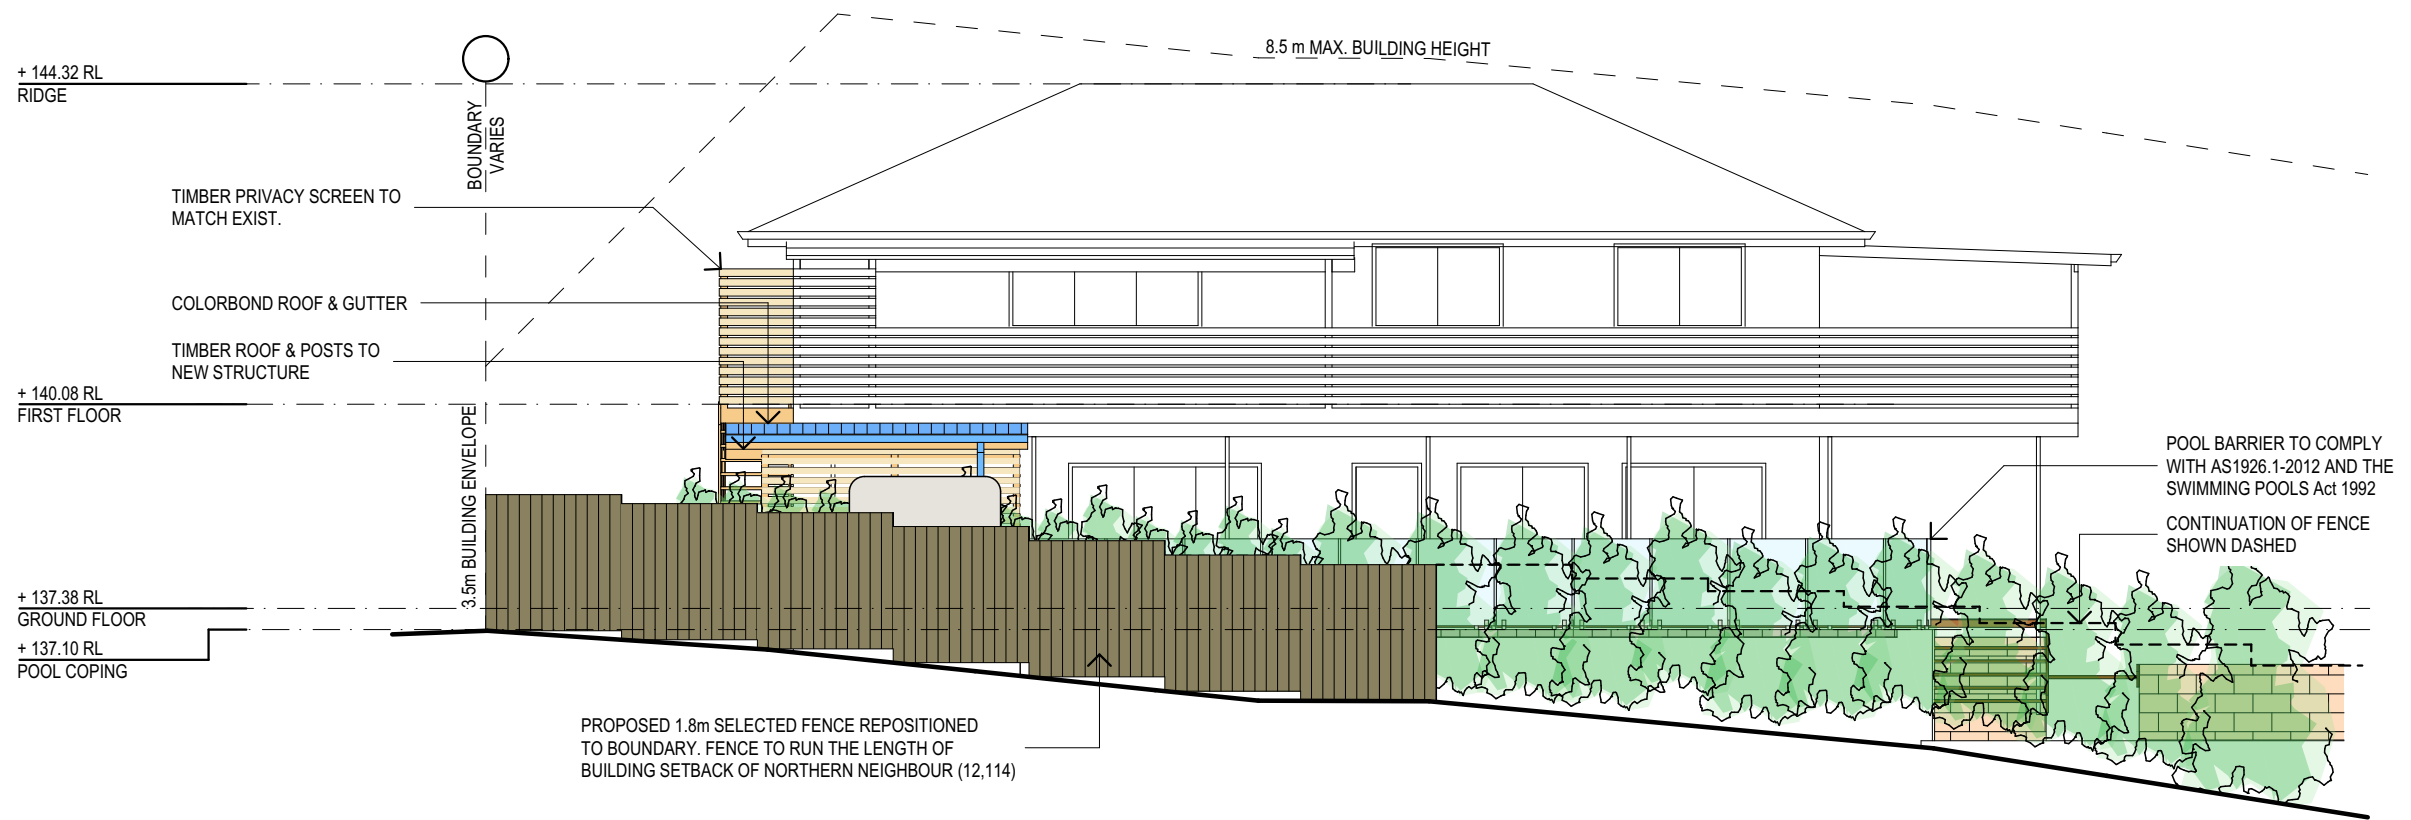 8.5 m MAX. BUILDING HEIGHT
+ 144.32 RL
RIDGE
BOUNDARY
VARIES
TIMBER PRIVACY SCREEN TO
MATCH EXIST.
COLORBOND ROOF & GUTTER
TIMBER ROOF & POSTS TO
NEW STRUCTURE
+ 140.08 RL
FIRST FLOOR
3.5m BUILDING ENVELOPE
POOL BARRIER TO COMPLY
WITH AS1926.1-2012 AND THE
SWIMMING POOLS Act 1992
CONTINUATION OF FENCE
SHOWN DASHED
+ 137.38 RL
GROUND FLOOR
+ 137.10 RL
POOL COPING
PROPOSED 1.8m SELECTED FENCE REPOSITIONED
TO BOUNDARY. FENCE TO RUN THE LENGTH OF
BUILDING SETBACK OF NORTHERN NEIGHBOUR (12,114)